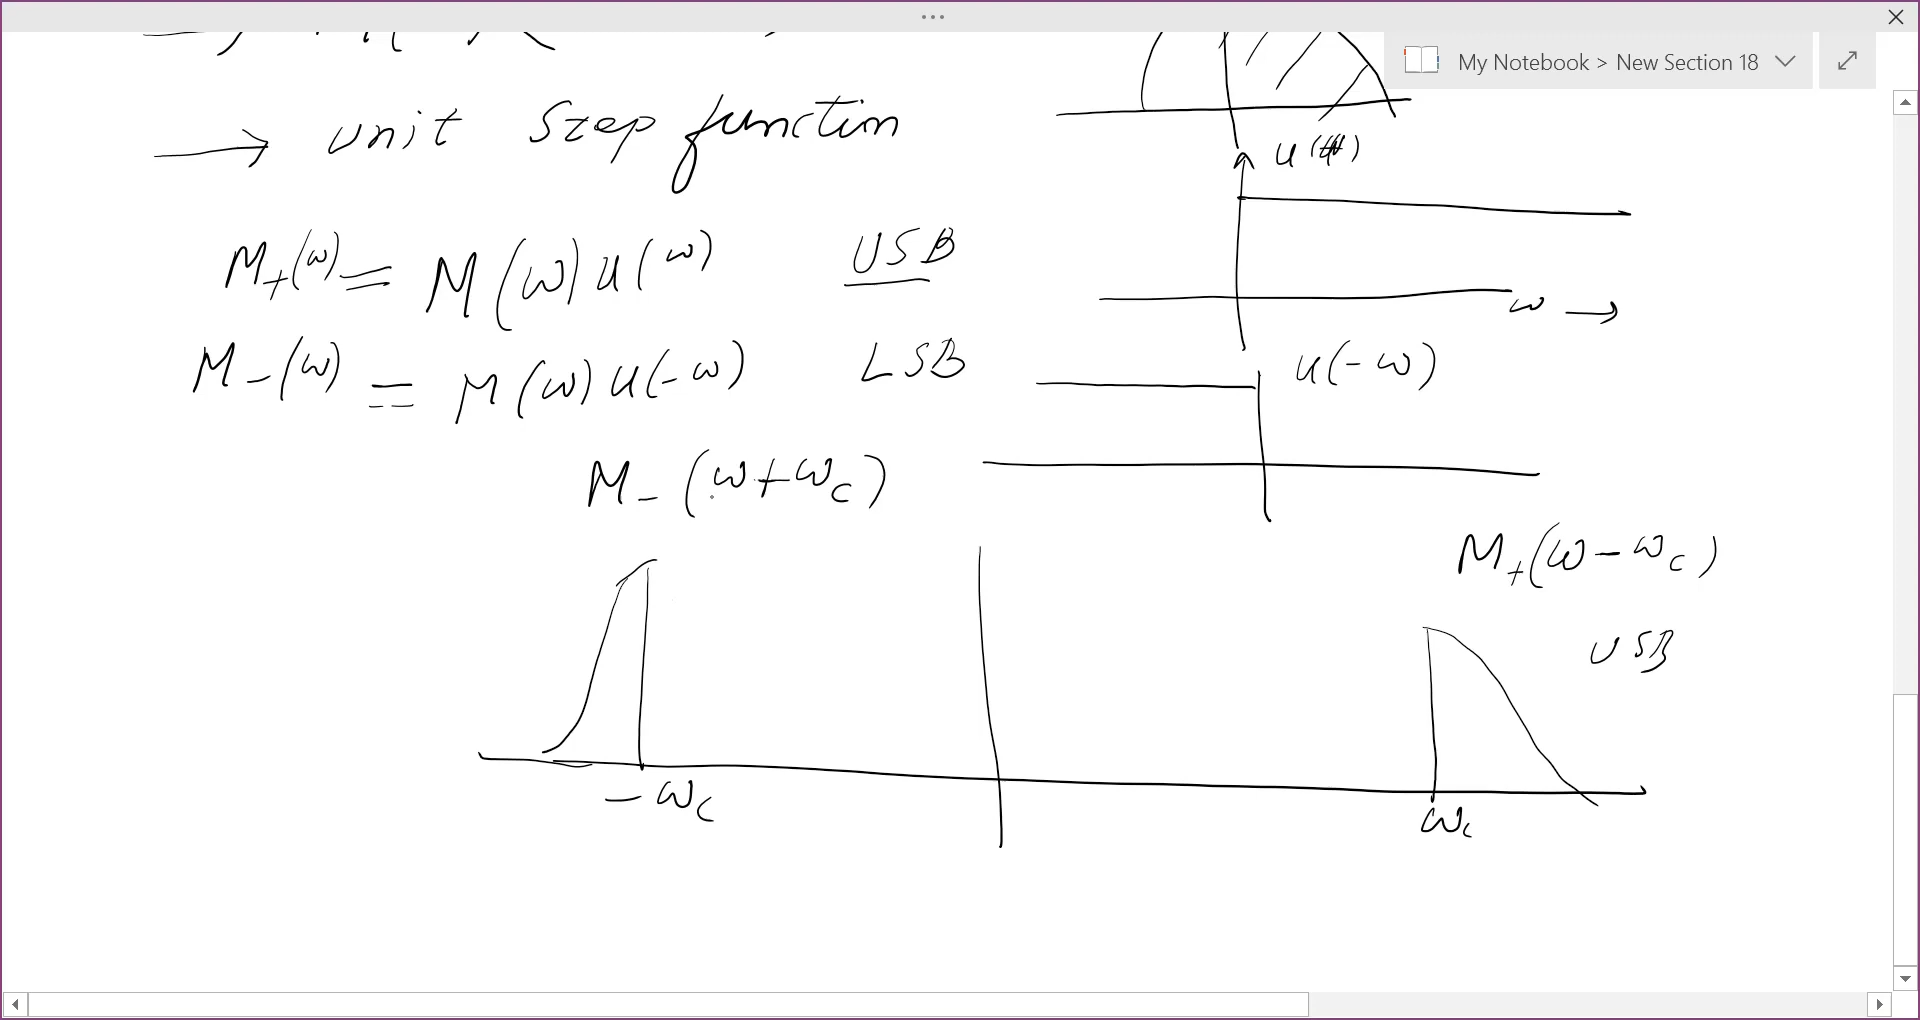 My Notebook > New Section 18
→ unit step function
u(
M₊(ω) = M(ω) u(ω) USB
ω →
M₋(ω) = M(ω) u(-ω) LSB
u(-ω)
M₋(ω+ωc)
M₊(ω-ωc)
USB
-ωc
ωc